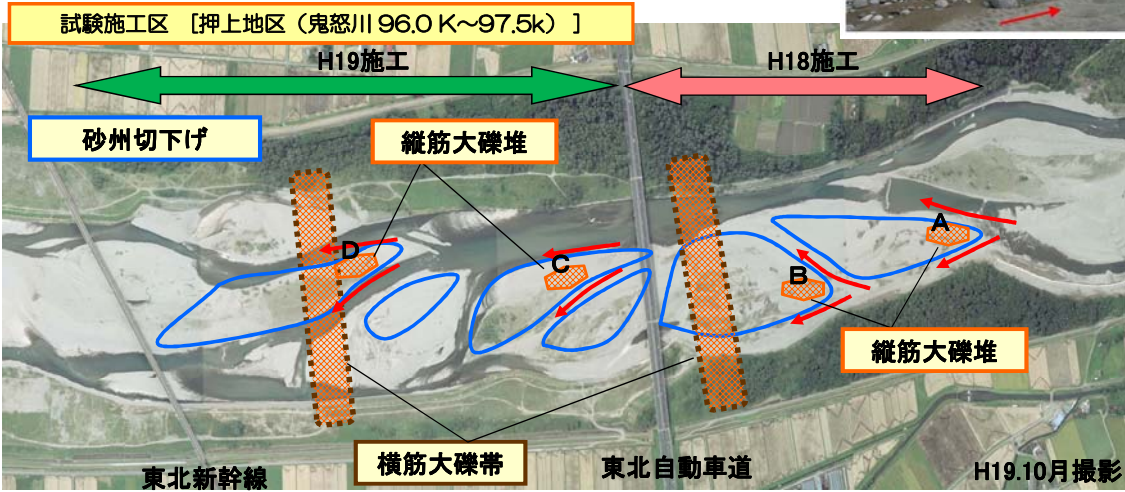 試験施工区 [押上地区(鬼怒川96.0K~97.5k) ]
H19施工
H18施工
砂州切下げ
縦筋大礫堆
A
D
C
B
縦筋大礫堆
横筋大礫帯
東北新幹線
東北自動車道
H19.10月撮影